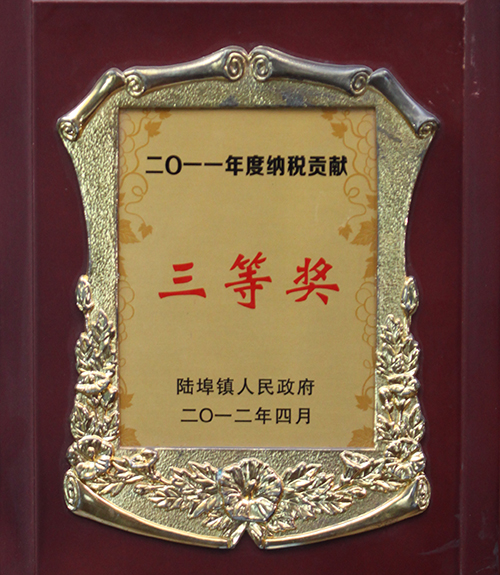 二〇一一年度纳税贡献
三等奖
陆埠镇人民政府
二〇一二年四月